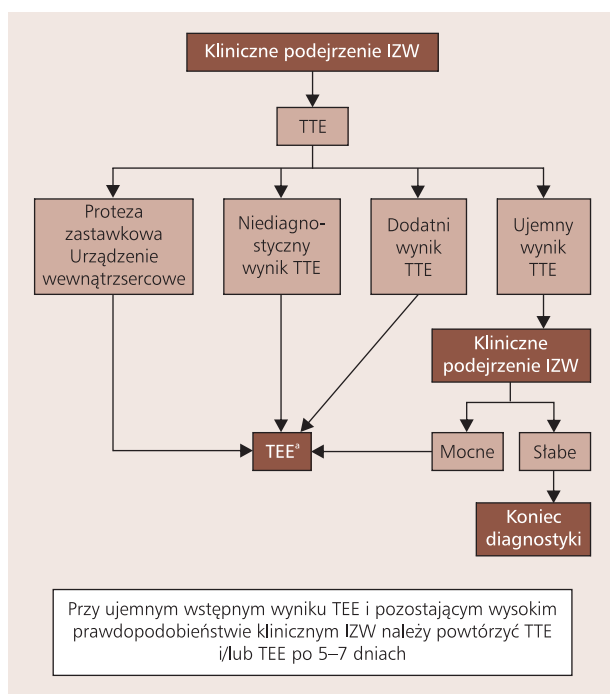 Kliniczne podejrzenie IZW
TTE
Proteza
zastawkowa
Urządzenie
wewnątrzsercowe
Niediagno-
styczny
wynik TTE
Dodatni
wynik
TTE
Ujemny
wynik
TTE
Kliniczne
podejrzenie IZW
TEEª
Mocne
Słabe
Koniec
diagnostyki
Przy ujemnym wstępnym wyniku TEE i pozostającym wysokim
prawdopodobieństwie klinicznym IZW należy powtórzyć TTE
i/lub TEE po 5–7 dniach